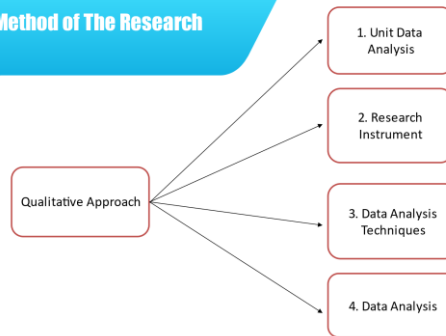 Method of The Research
1. Unit Data
Analysis
2. Research
Instrument
Qualitative Approach
3. Data Analysis
Techniques
4. Data Analysis